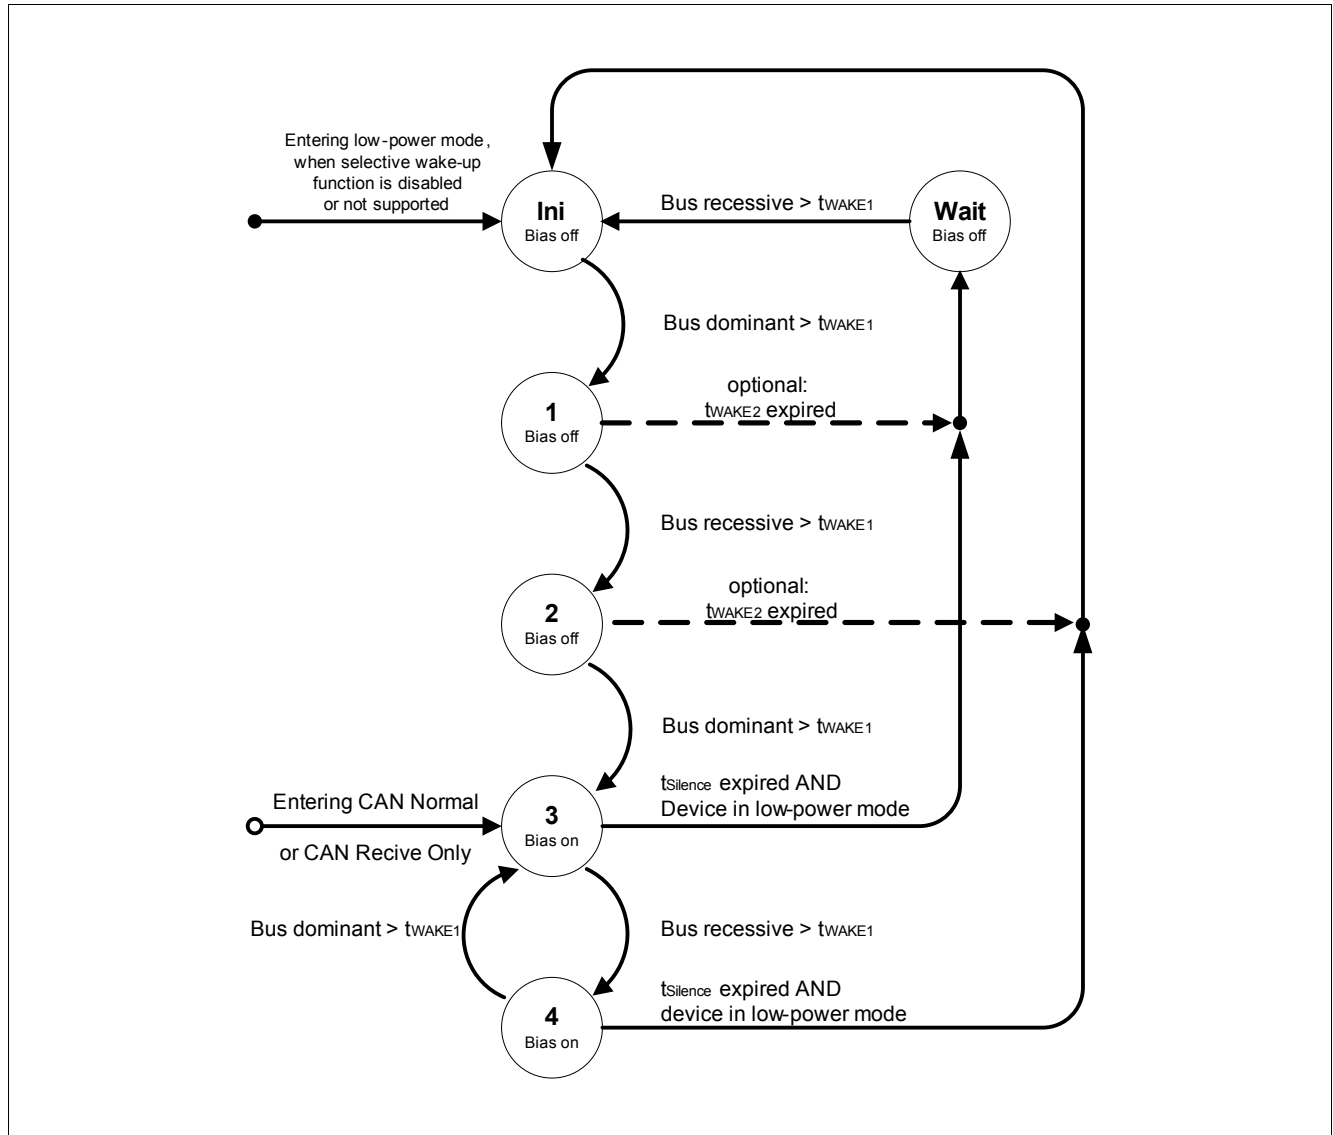 Entering low-power mode,
when selective wake-up
function is disabled
or not supported
Ini
Bias off
Bus recessive > tWAKE1
Wait
Bias off
Bus dominant > tWAKE1
1
Bias off
optional:
tWAKE2 expired
Bus recessive > tWAKE1
2
Bias off
optional:
tWAKE2 expired
Bus dominant > tWAKE1
Entering CAN Normal
or CAN Recive Only
3
Bias on
tSilence expired AND
Device in low-power mode
Bus dominant > tWAKE1
Bus recessive > tWAKE1
4
Bias on
tSilence expired AND
device in low-power mode